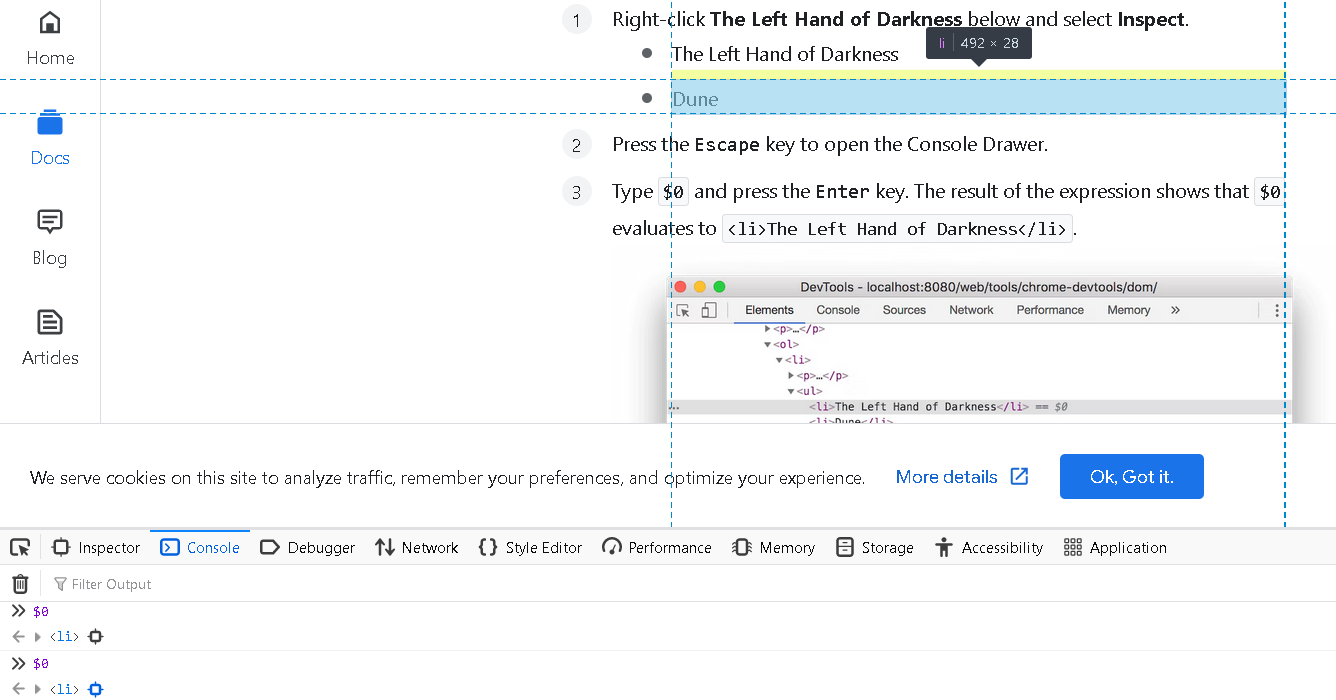 Home
Docs
Blog
Articles
1 Right-click The Left Hand of Darkness below and select Inspect.
The Left Hand of Darkness
li 492 × 28
Dune
2 Press the Escape key to open the Console Drawer.
3 Type $0 and press the Enter key. The result of the expression shows that $0
evaluates to <li>The Left Hand of Darkness</li>.
DevTools - localhost:8080/web/tools/chrome-devtools/dom/
Elements Console Sources Network Performance Memory »
<p>…</p>
<ol>
<li>
<p>…</p>
<ul>
… <li>The Left Hand of Darkness</li> == $0
<li>Dune</li>
We serve cookies on this site to analyze traffic, remember your preferences, and optimize your experience. More details Ok, Got it.
Inspector Console Debugger Network Style Editor Performance Memory Storage Accessibility Application
Filter Output
$0
<li>
$0
<li>